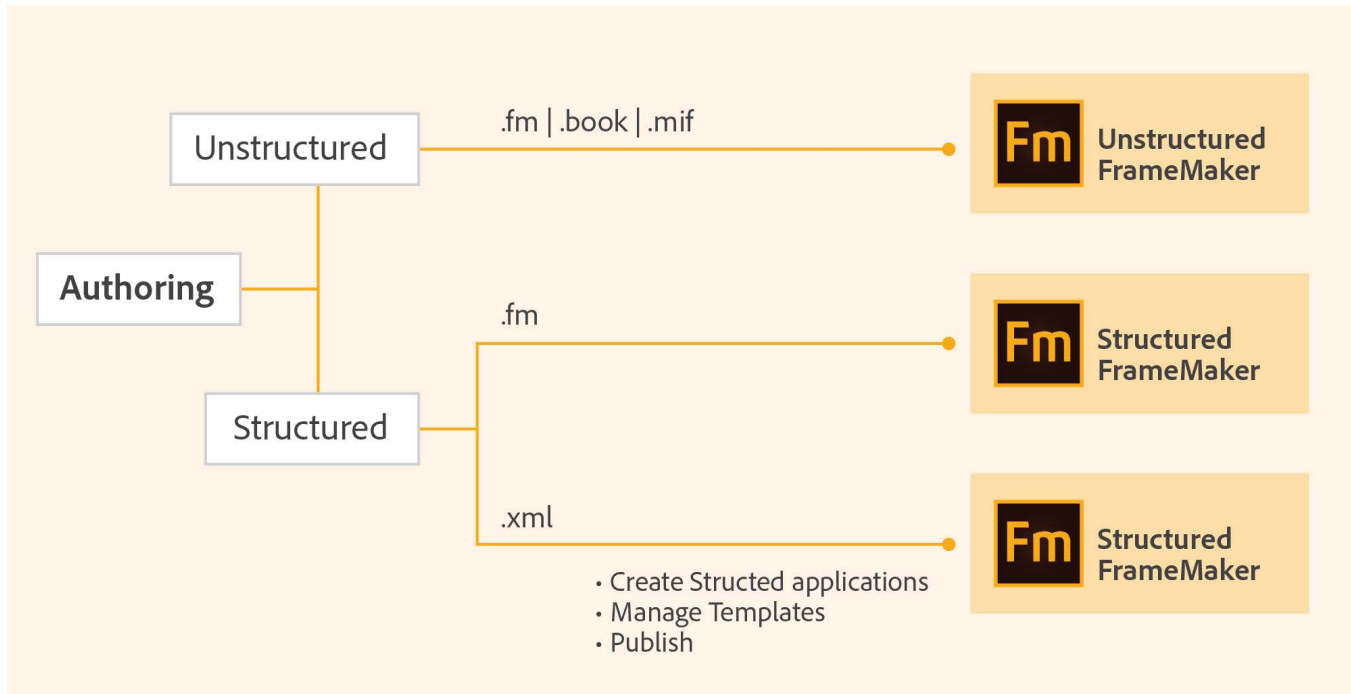 .fm | .book | .mif
Unstructured
Fm
Unstructured
FrameMaker
Authoring
.fm
Fm
Structured
FrameMaker
Structured
.xml
Fm
Structured
FrameMaker
• Create Structed applications
• Manage Templates
• Publish